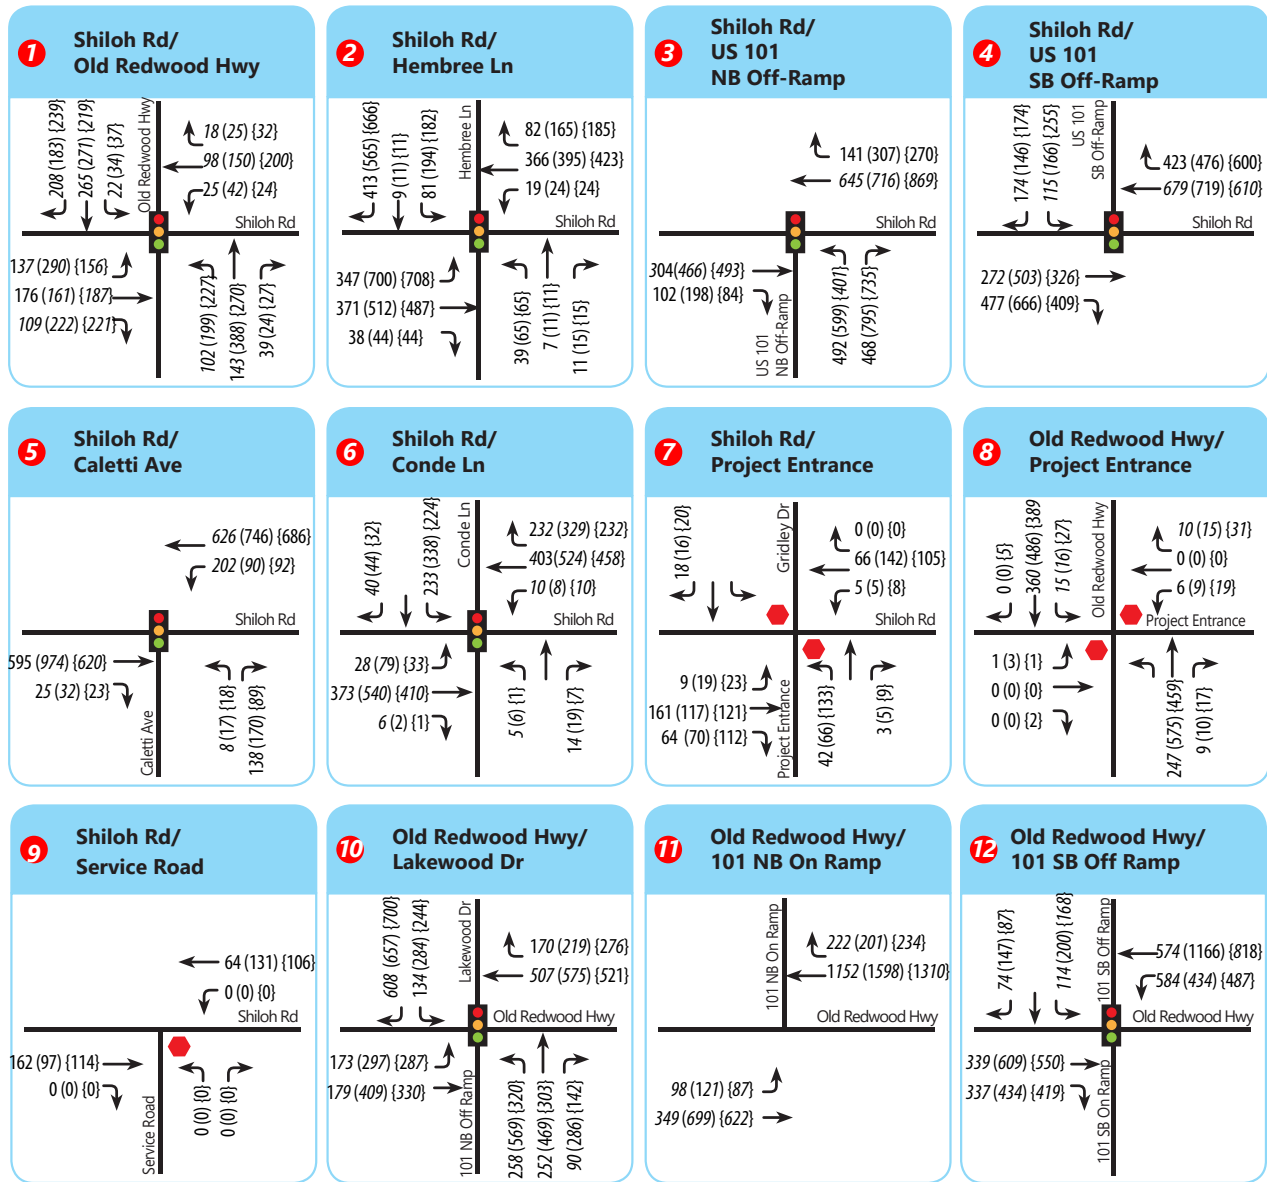 1
Shiloh Rd/
Old Redwood Hwy
208 (183) {239}
265 (271) {219}
22 (34) {37}
Old Redwood Hwy
18 (25) {32}
98 (150) {200}
25 (42) {24}
Shiloh Rd
137 (290) {156}
176 (161) {187}
109 (222) {221}
102 (199) {227}
143 (388) {270}
39 (24) {27}
2
Shiloh Rd/
Hembree Ln
413 (565) {666}
9 (11) {11}
81 (194) {182}
Hembree Ln
82 (165) {185}
366 (395) {423}
19 (24) {24}
Shiloh Rd
347 (700) {708}
371 (512) {487}
38 (44) {44}
39 (65) {65}
7 (11) {11}
11 (15) {15}
3
Shiloh Rd/
US 101
NB Off-Ramp
141 (307) {270}
645 (716) {869}
304(466) {493}
102 (198) {84}
US 101
NB Off-Ramp
492 (599) {401}
468 (795) {735}
4
Shiloh Rd/
US 101
SB Off-Ramp
174 (146) {174}
115 (166) {255}
US 101
SB Off-Ramp
423 (476) {600}
679 (719) {610}
Shiloh Rd
272 (503) {326}
477 (666) {409}
5
Shiloh Rd/
Caletti Ave
626 (746) {686}
202 (90) {92}
Shiloh Rd
595 (974) {620}
25 (32) {23}
Caletti Ave
8 (17) {18}
138 (170) {89}
6
Shiloh Rd/
Conde Ln
40 (44) {32}
233 (338) {224}
Conde Ln
232 (329) {232}
403(524) {458}
10 (8) {10}
Shiloh Rd
28 (79) {33}
373 (540) {410}
6 (2) {1}
5 (6) {1}
14 (19) {7}
7
Shiloh Rd/
Project Entrance
18 (16) {20}
Gridley Dr
0 (0) {0}
66 (142) {105}
5 (5) {8}
Shiloh Rd
9 (19) {23}
161 (117) {121}
64 (70) {112}
Project Entrance
42 (66) {133}
3 (5) {9}
8
Old Redwood Hwy/
Project Entrance
0 (0) {5}
360 (486) {389
15 (16) {27}
Old Redwood Hwy
10 (15) {31}
0 (0) {0}
6 (9) {19}
Project Entrance
1 (3) {1}
0 (0) {0}
0 (0) {2}
247 (575) {459}
9 (10) {17}
9
Shiloh Rd/
Service Road
64 (131) {106}
0 (0) {0}
Shiloh Rd
162 (97) {114}
0 (0) {0}
Service Road
0 (0) {0}
0 (0) {0}
10
Old Redwood Hwy/
Lakewood Dr
608 (657) {700}
134 (284) {244}
Lakewood Dr
170 (219) {276}
507 (575) {521}
Old Redwood Hwy
173 (297) {287}
179 (409) {330}
101 NB Off Ramp
258 (569) {320}
252 (469) {303}
90 (286) {142}
11
Old Redwood Hwy/
101 NB On Ramp
101 NB On Ramp
222 (201) {234}
1152 (1598) {1310}
Old Redwood Hwy
98 (121) {87}
349 (699) {622}
12
Old Redwood Hwy/
101 SB Off Ramp
74 (147) {87}
114 (200) {168}
101 SB Off Ramp
574 (1166) {818}
584 (434) {487}
Old Redwood Hwy
339 (609) {550}
337 (434) {419}
101 SB On Ramp